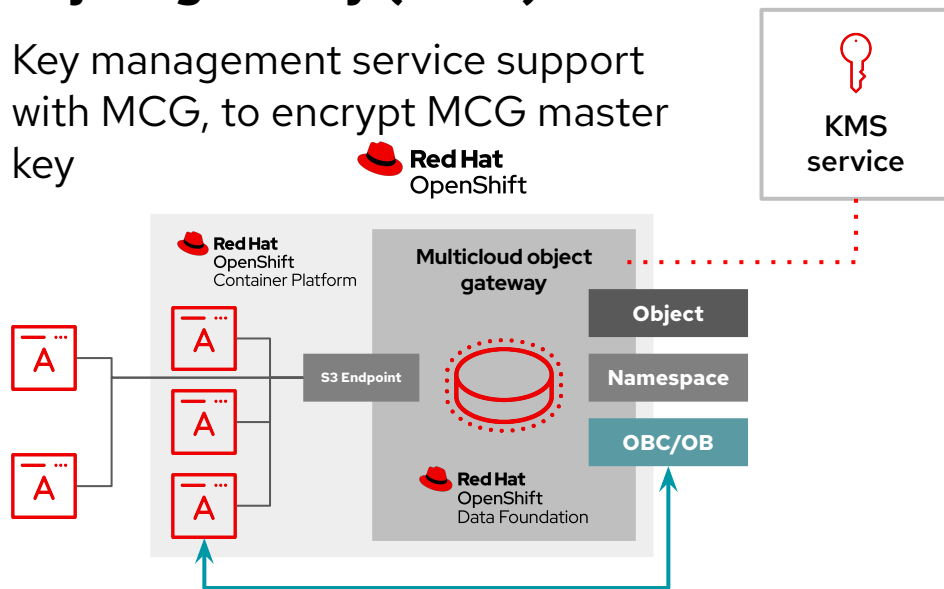 Key management service support
with MCG, to encrypt MCG master
key
KMS
service
Red Hat
OpenShift
Red Hat
OpenShift
Container Platform
Multicloud object
gateway
Object
A
A
S3 Endpoint
Namespace
A
OBC/OB
A
A
Red Hat
OpenShift
Data Foundation